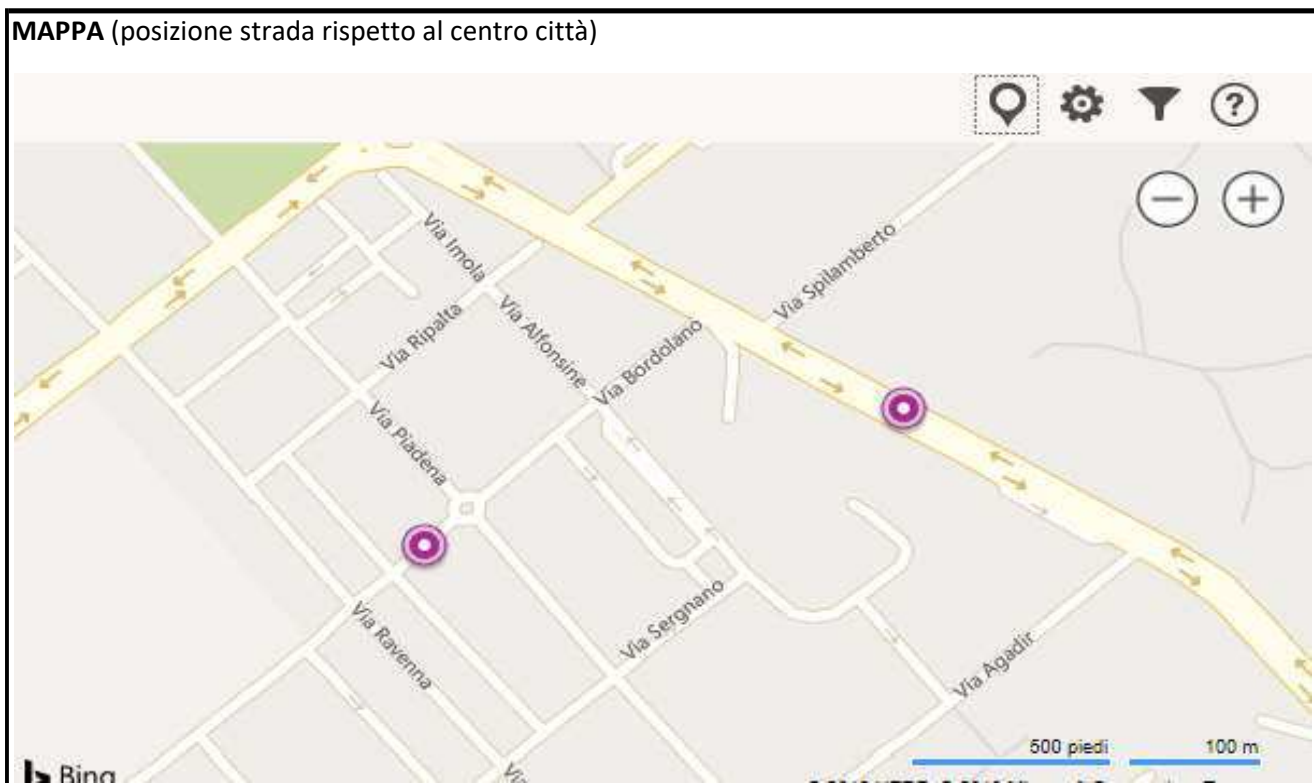 MAPPA (posizione strada rispetto al centro città)
?
Via Imola
Via Spilamberto
Via Ripalta
Via Alfonsine
Via Bordolano
Via Piadena
Via Sergnano
Via Ravenna
Via Agadir
500 piedi
100 m
Bing